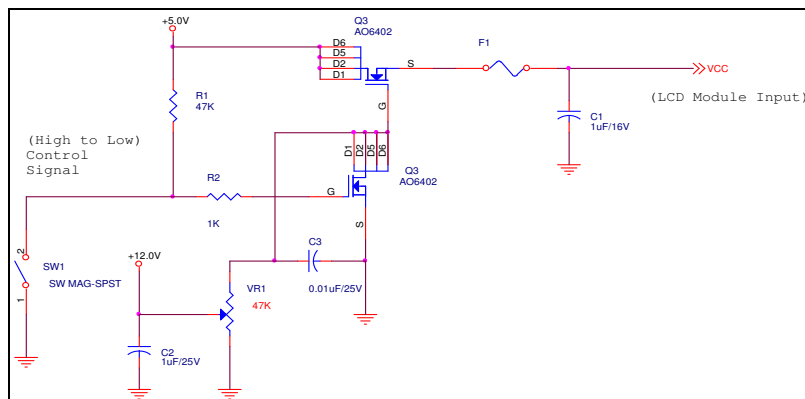 +5.0V
Q3
AO6402
D6
D5
D2
D1
S
G
F1
VCC
(LCD Module Input)
C1
1uF/16V
R1
47K
(High to Low)
Control
Signal
D1
D2
D5
D6
Q3
AO6402
G
S
R2
1K
2
SW1
SW MAG-SPST
1
+12.0V
C3
0.01uF/25V
VR1
47K
C2
1uF/25V